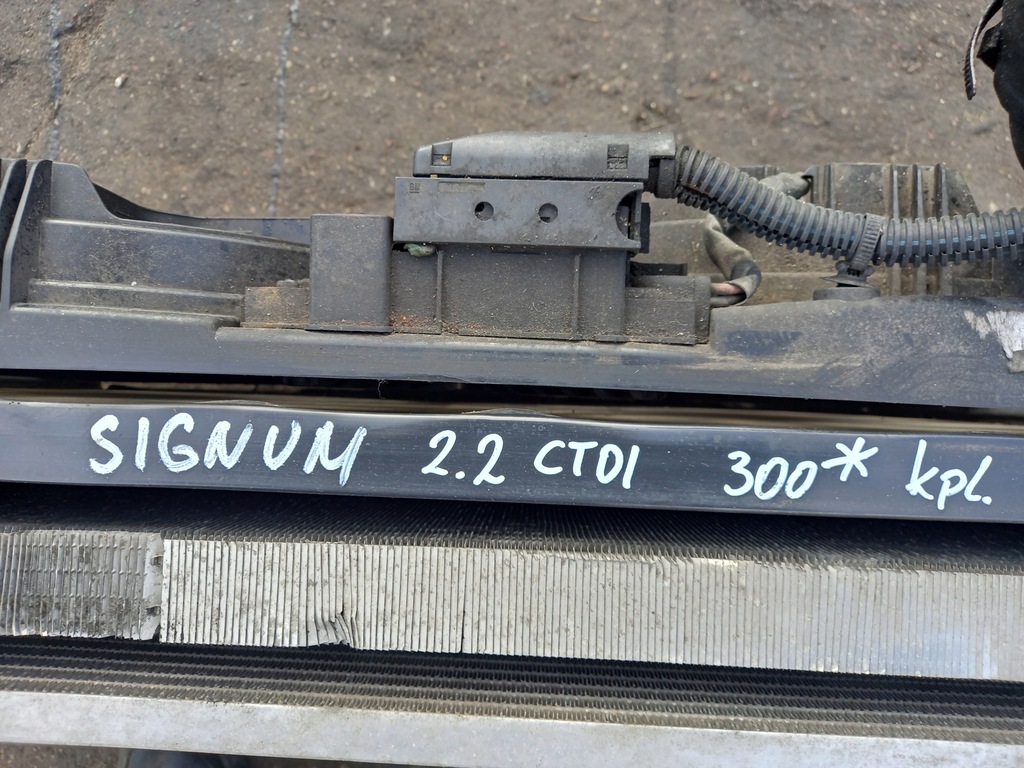 SIGNUM 2.2 CTDI 300* kpl.